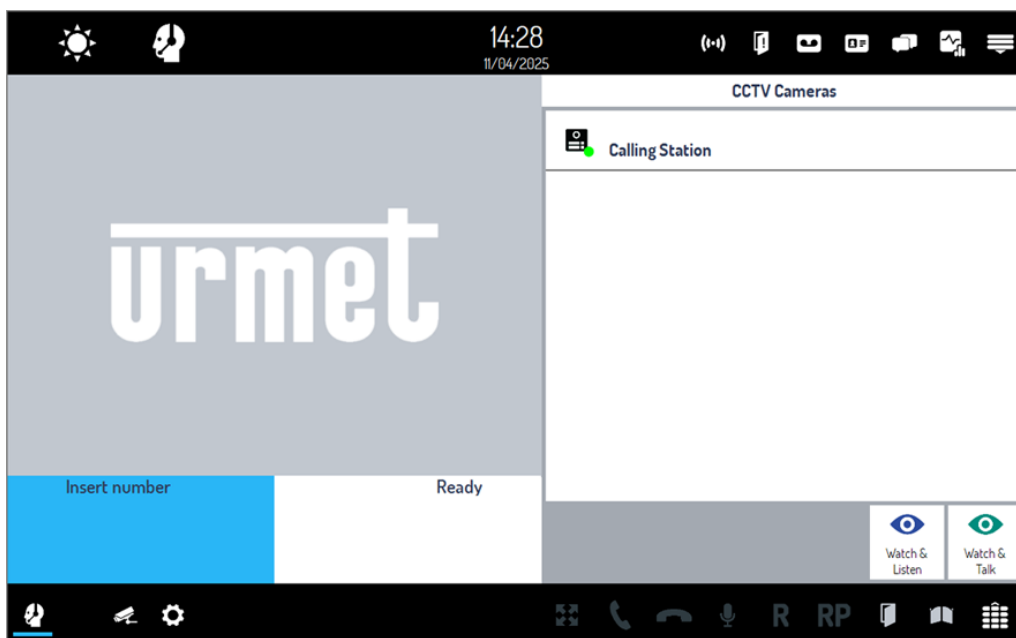 14:28
11/04/2025
CCTV Cameras
Calling Station
urmet
Insert number
Ready
Watch &
Listen
Watch &
Talk
R
RP